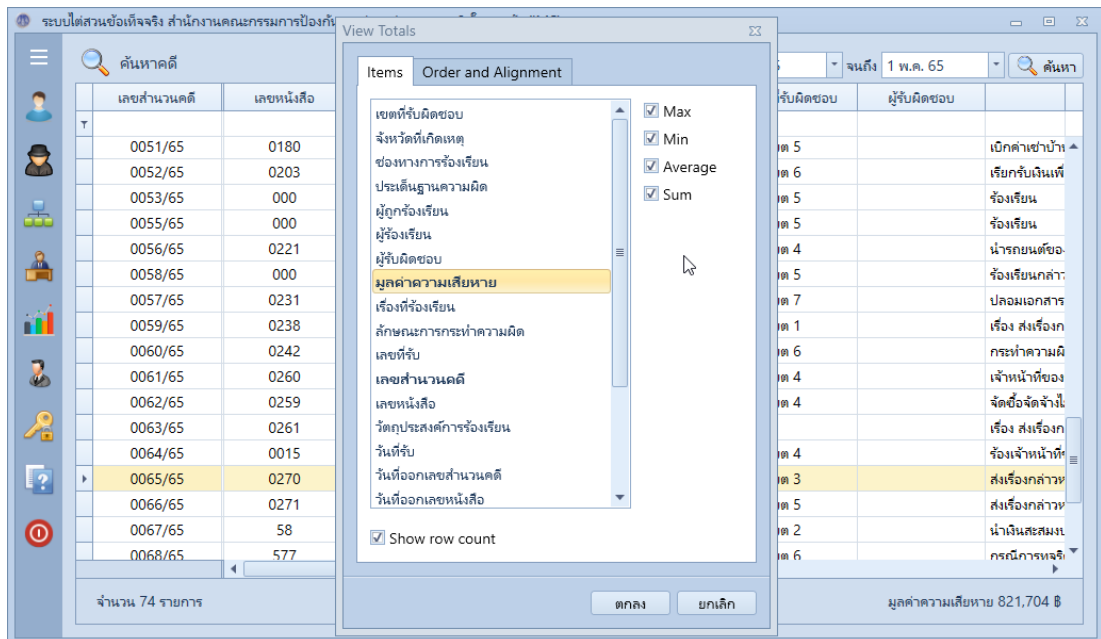 ระบบไต่สวนข้อเท็จจริง สำนักงานคณะกรรมการป้องกัน
View Totals
ค้นหาคดี
จนถึง 1 พ.ค. 65 ค้นหา
Items Order and Alignment
เลขสำนวนคดี เลขหนังสือ
ที่รับผิดชอบ ผู้รับผิดชอบ
0051/65 0180
0052/65 0203
0053/65 000
0055/65 000
0056/65 0221
0058/65 000
0057/65 0231
0059/65 0238
0060/65 0242
0061/65 0260
0062/65 0259
0063/65 0261
0064/65 0015
0065/65 0270
0066/65 0271
0067/65 58
0068/65 577
เขตที่รับผิดชอบ
จังหวัดที่เกิดเหตุ
ช่องทางการร้องเรียน
ประเด็นฐานความผิด
ผู้ถูกร้องเรียน
ผู้ร้องเรียน
ผู้รับผิดชอบ
มูลค่าความเสียหาย
เรื่องที่ร้องเรียน
ลักษณะการกระทำความผิด
เลขที่รับ
เลขสำนวนคดี
เลขหนังสือ
วัตถุประสงค์การร้องเรียน
วันที่รับ
วันที่ออกเลขสำนวนคดี
วันที่ออกเลขหนังสือ
Max
Min
Average
Sum
Show row count
ตกลง ยกเลิก
ขต 5 เบิกค่าเช่าบ้าน
ขต 6 เรียกรับเงินเพื่
ขต 5 ร้องเรียน
ขต 5 ร้องเรียน
ขต 4 นำรถยนต์ของ
ขต 5 ร้องเรียนกล่าว
ขต 7 ปลอมเอกสาร
ขต 1 เรื่อง ส่งเรื่องก
ขต 6 กระทำความผิ
ขต 4 เจ้าหน้าที่ของ
ขต 4 จัดซื้อจัดจ้างไ
เรื่อง ส่งเรื่องก
ขต 4 ร้องเจ้าหน้าที่
ขต 3 ส่งเรื่องกล่าวห
ขต 5 ส่งเรื่องกล่าวห
ขต 2 นำเงินสะสมงบ
ขต 6 กรณีการทุจริ
จำนวน 74 รายการ
มูลค่าความเสียหาย 821,704 ฿